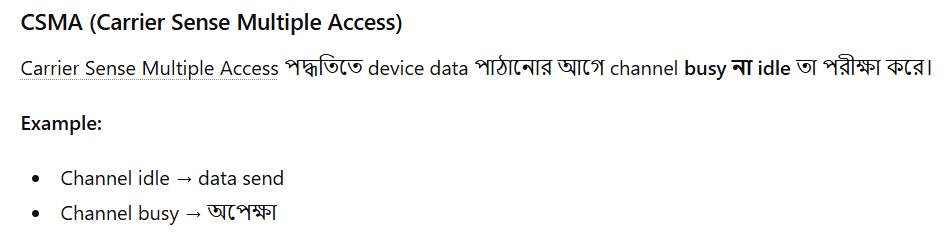 CSMA (Carrier Sense Multiple Access)
Carrier Sense Multiple Access পদ্ধতিতে device data পাঠানোর আগে channel busy না idle তা পরীক্ষা করে।
Example:
• Channel idle → data send
• Channel busy → অপেক্ষা